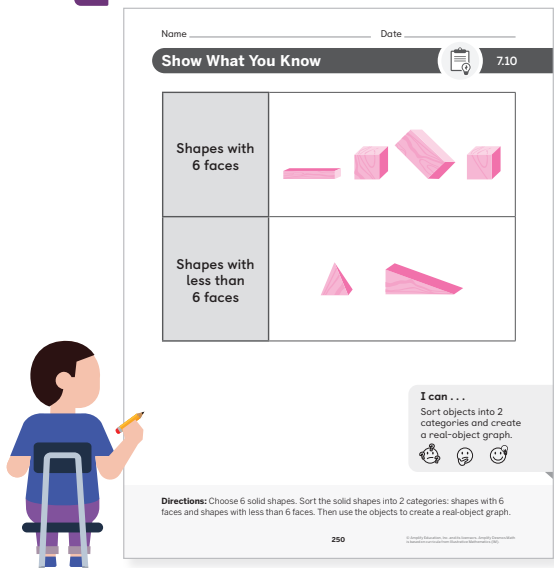 Name Date
Show What You Know
7.10
Shapes with
6 faces
Shapes with
less than
6 faces
I can . . .
Sort objects into 2
categories and create
a real-object graph.
Directions: Choose 6 solid shapes. Sort the solid shapes into 2 categories: shapes with 6
faces and shapes with less than 6 faces. Then use the objects to create a real-object graph.
250